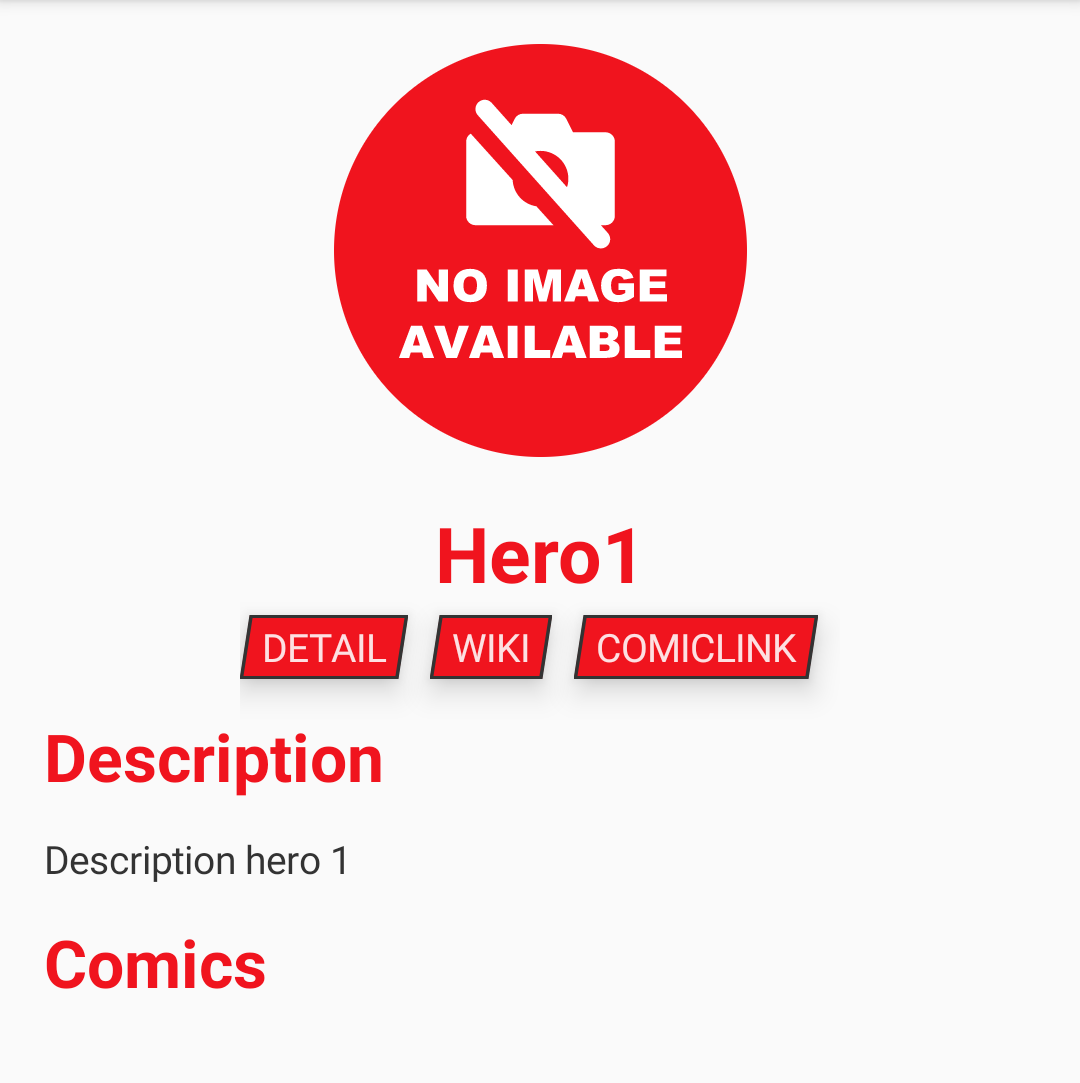 NO IMAGE
AVAILABLE
Hero1
DETAIL WIKI COMICLINK
Description
Description hero 1
Comics